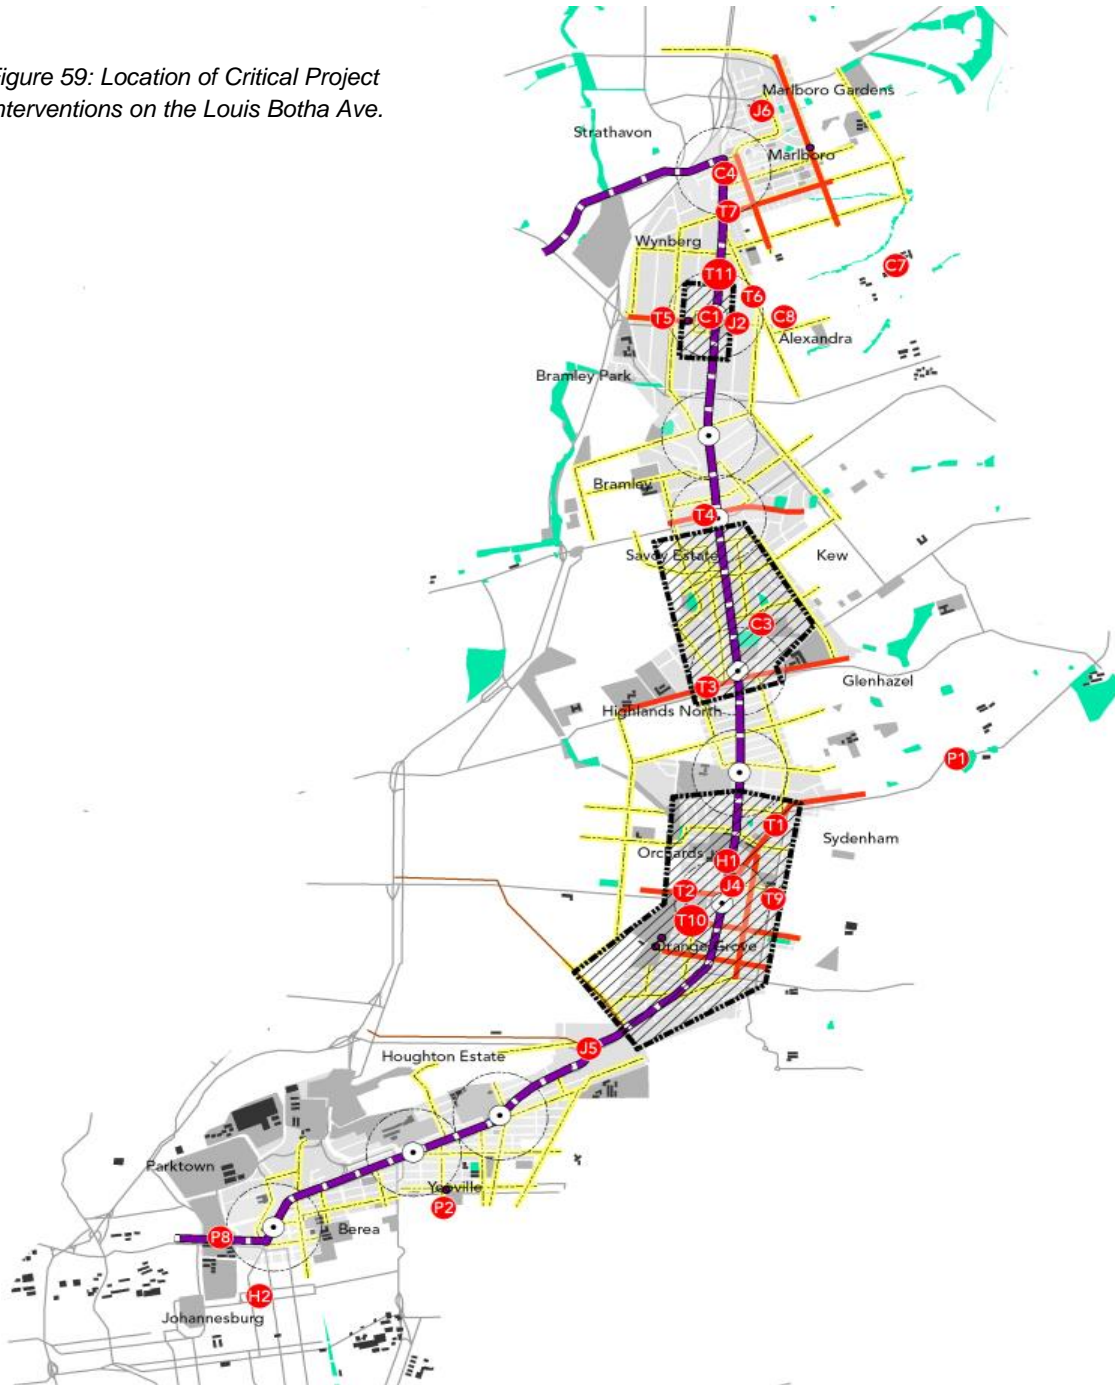 igure 59: Location of Critical Project
nterventions on the Louis Botha Ave.
Marlboro Gardens
J6
Strathavon
Marlboro
C4
T7
Wynberg
C7
T11
T6
T5
C1
J2
C8
Alexandra
Bramley Park
Bramley
T4
Savoy Estate
Kew
C3
Glenhazel
T3
Highlands North
P1
T1
Sydenham
Orchards
H1
J4
T2
T9
T10
Orange Grove
J5
Houghton Estate
Parktown
Yeoville
P2
Berea
P8
H2
Johannesburg